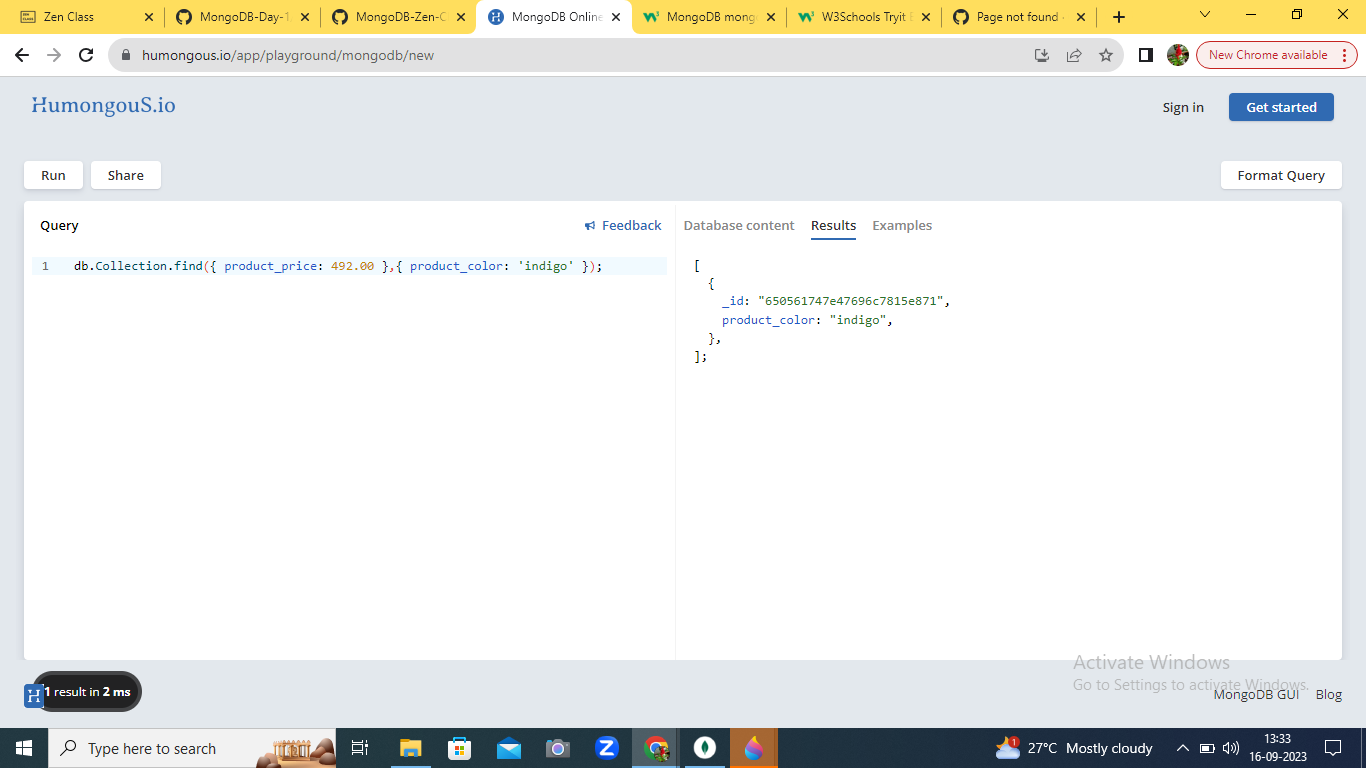 Zen Class
MongoDB-Day-1
MongoDB-Zen-C
MongoDB Online
MongoDB mong
W3Schools Tryit E
Page not found ·
humongous.io/app/playground/mongodb/new
New Chrome available
HumongouS.io
Sign in
Get started
Run
Share
Format Query
Query
Feedback
Database content
Results
Examples
1 db.Collection.find({ product_price: 492.00 },{ product_color: 'indigo' });
[
{
_id: "650561747e47696c7815e871",
product_color: "indigo",
},
];
Activate Windows
Go to Settings to activate Windows.
H
1 result in 2 ms
MongoDB GUI
Blog
Type here to search
Z
1
27°C Mostly cloudy
13:33
16-09-2023